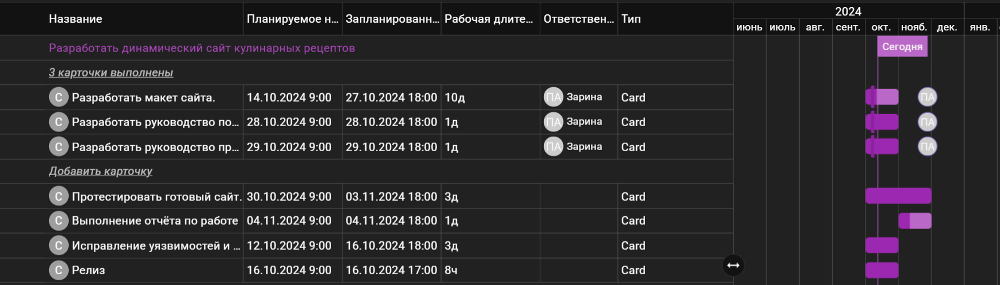 2024
Название Планируемое н... Запланированн... Рабочая длите... Ответствен... Тип июнь июль авг. сент. окт. нояб. дек. янв.
Разработать динамический сайт кулинарных рецептов Сегодня
3 карточки выполнены
С Разработать макет сайта. 14.10.2024 9:00 27.10.2024 18:00 10д ПА Зарина Card ПА
С Разработать руководство по... 28.10.2024 9:00 28.10.2024 18:00 1д ПА Зарина Card ПА
С Разработать руководство пр... 29.10.2024 9:00 29.10.2024 18:00 1д ПА Зарина Card ПА
Добавить карточку
С Протестировать готовый сайт. 30.10.2024 9:00 03.11.2024 18:00 3д Card
С Выполнение отчёта по работе 04.11.2024 9:00 04.11.2024 18:00 1д Card
С Исправление уязвимостей и ... 12.10.2024 9:00 16.10.2024 18:00 3д Card
С Релиз 16.10.2024 9:00 16.10.2024 17:00 8ч Card